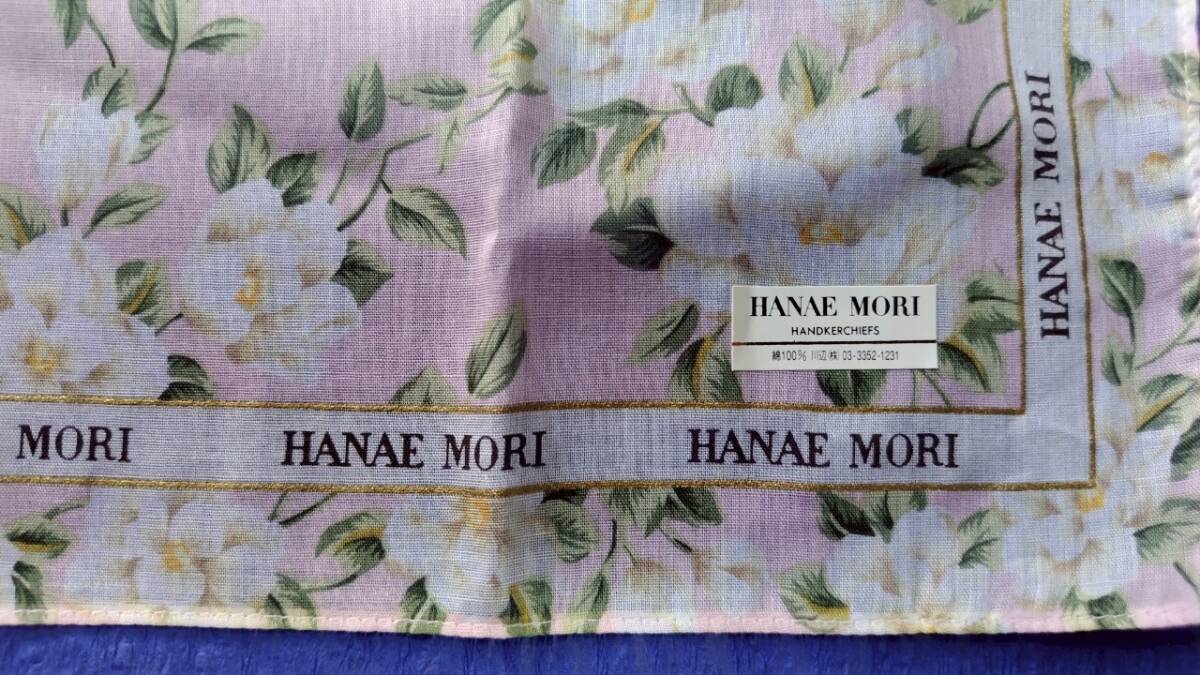 HANAE MORI
HANAE MORI
HANDKERCHIEFS
綿100% 川辺(株) 03-3352-1231
MORI
HANAE MORI
HANAE MORI